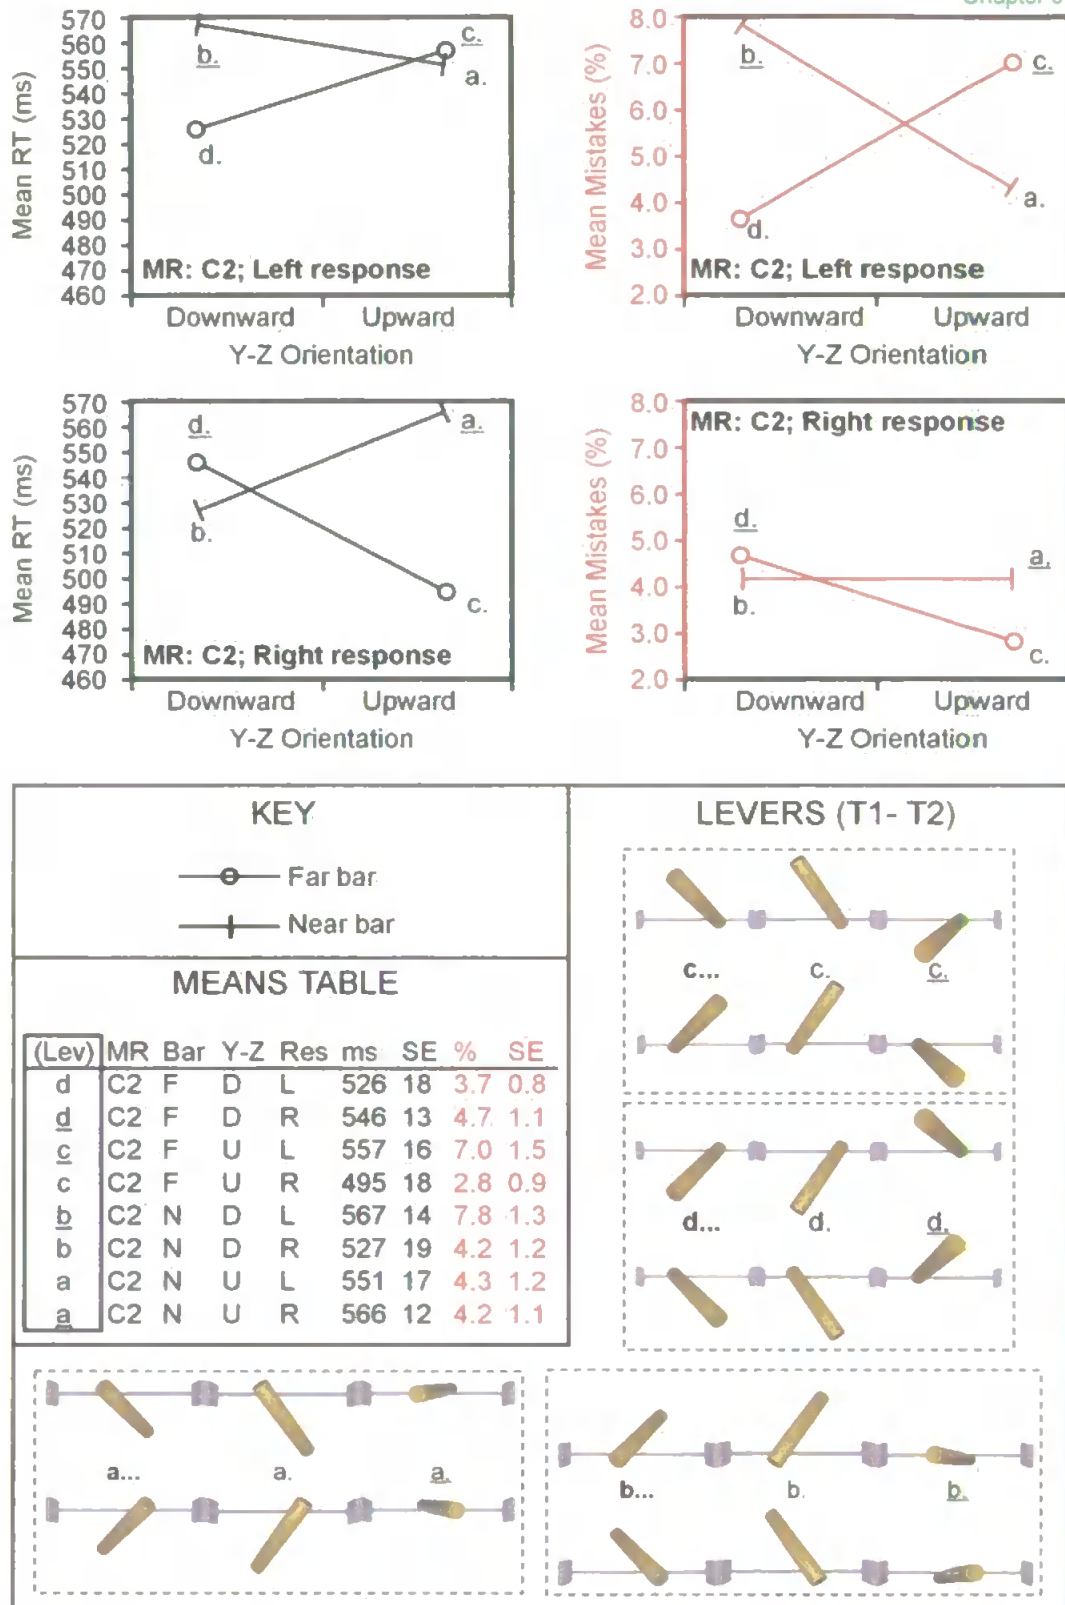 Chapter
570
560
550
540
530
520
510
500
490
480
470
460
Mean RT (ms)
b.
c.
a.
d.
MR: C2; Left response
Downward Upward
Y-Z Orientation
8.0
7.0
6.0
5.0
4.0
3.0
2.0
Mean Mistakes (%)
b.
c.
a.
d.
MR: C2; Left response
Downward Upward
Y-Z Orientation
570
560
550
540
530
520
510
500
490
480
470
460
Mean RT (ms)
d.
a.
b.
c.
MR: C2; Right response
Downward Upward
Y-Z Orientation
8.0
7.0
6.0
5.0
4.0
3.0
2.0
Mean Mistakes (%)
MR: C2; Right response
d.
a.
b.
c.
Downward Upward
Y-Z Orientation
KEY
Far bar
Near bar
MEANS TABLE
(Lev) MR Bar Y-Z Res ms SE % SE
d C2 F D L 526 18 3.7 0.8
d C2 F D R 546 13 4.7 1.1
c C2 F U L 557 16 7.0 1.5
c C2 F U R 495 18 2.8 0.9
b C2 N D L 567 14 7.8 1.3
b C2 N D R 527 19 4.2 1.2
a C2 N U L 551 17 4.3 1.2
a C2 N U R 566 12 4.2 1.1
LEVERS (T1- T2)
c... c. c.
d... d. d.
a... a. a.
b... b. b.